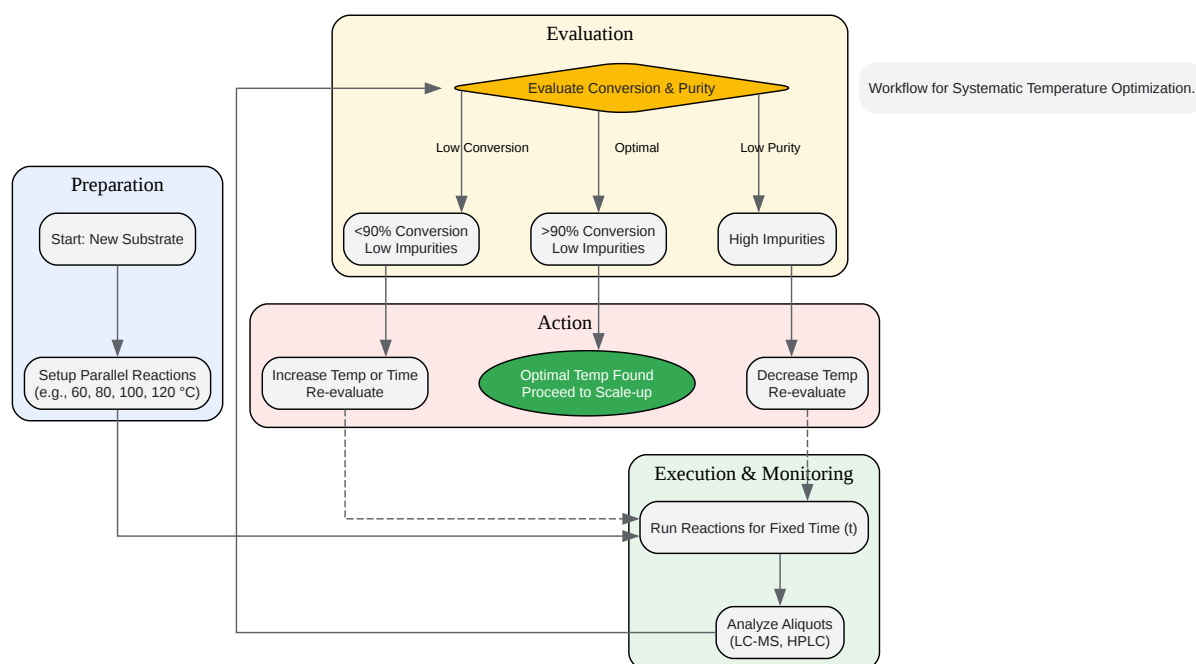 Evaluation
Evaluate Conversion & Purity
Workflow for Systematic Temperature Optimization.
Low Conversion
Optimal
Low Purity
Preparation
Start: New Substrate
<90% Conversion
Low Impurities
>90% Conversion
Low Impurities
High Impurities
Action
Setup Parallel Reactions
(e.g., 60, 80, 100, 120 °C)
Increase Temp or Time
Re-evaluate
Optimal Temp Found
Proceed to Scale-up
Decrease Temp
Re-evaluate
Execution & Monitoring
Run Reactions for Fixed Time (t)
Analyze Aliquots
(LC-MS, HPLC)